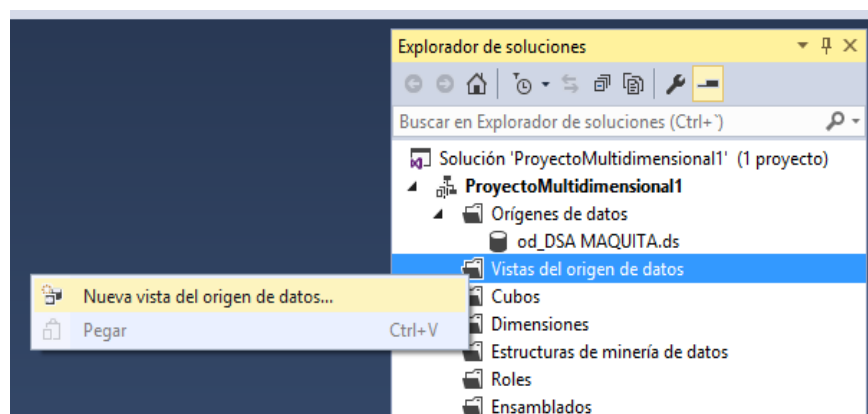 Explorador de soluciones
Buscar en Explorador de soluciones (Ctrl+`)
Solución 'ProyectoMultidimensional1' (1 proyecto)
ProyectoMultidimensional1
Orígenes de datos
od_DSA MAQUITA.ds
Vistas del origen de datos
Nueva vista del origen de datos...
Cubos
Pegar Ctrl+V
Dimensiones
Estructuras de minería de datos
Roles
Ensamblados